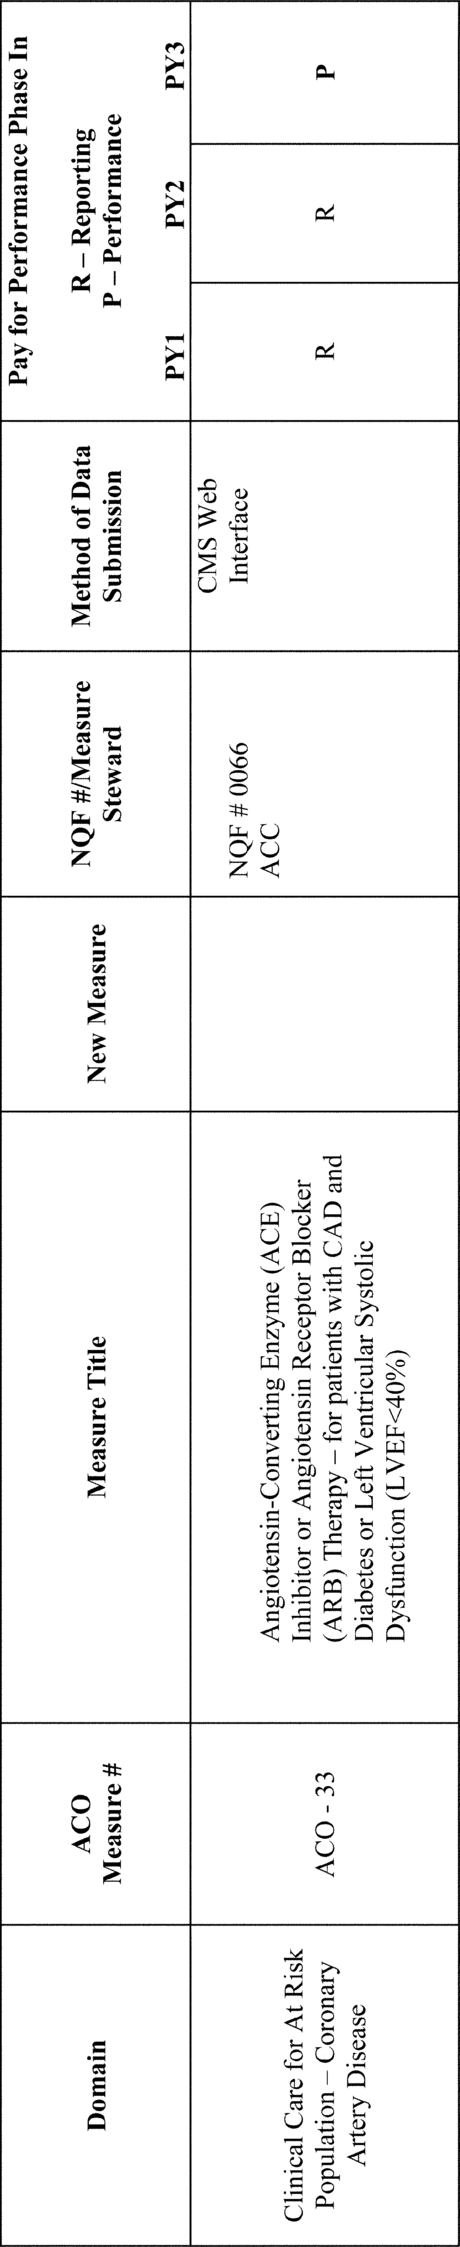 Domain
ACO
Measure #
Measure Title
New Measure
NQF #/Measure
Steward
Method of Data
Submission
Pay for Performance Phase In
R – Reporting
P – Performance
PY1 PY2 PY3
Clinical Care for At Risk
Population – Coronary
Artery Disease
ACO - 33
Angiotensin-Converting Enzyme (ACE)
Inhibitor or Angiotensin Receptor Blocker
(ARB) Therapy – for patients with CAD and
Diabetes or Left Ventricular Systolic
Dysfunction (LVEF<40%)
NQF # 0066
ACC
CMS Web
Interface
R
R
P